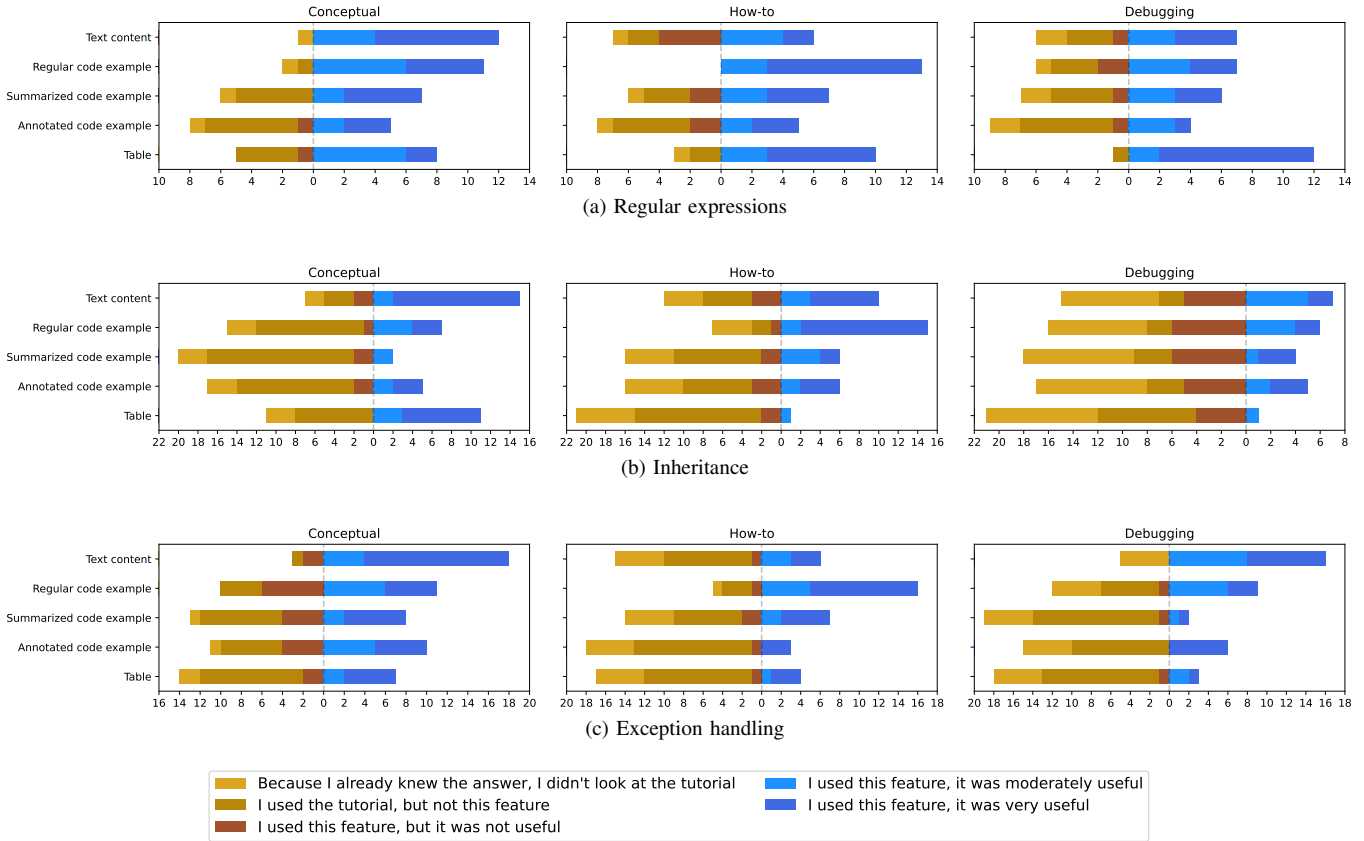 Conceptual How-to Debugging
Text content
Regular code example
Summarized code example
Annotated code example
Table
10 8 6 4 2 0 2 4 6 8 10 12 14 10 8 6 4 2 0 2 4 6 8 10 12 14 10 8 6 4 2 0 2 4 6 8 10 12 14
(a) Regular expressions
Conceptual How-to Debugging
Text content
Regular code example
Summarized code example
Annotated code example
Table
22 20 18 16 14 12 10 8 6 4 2 0 2 4 6 8 10 12 14 16 22 20 18 16 14 12 10 8 6 4 2 0 2 4 6 8 10 12 14 16 22 20 18 16 14 12 10 8 6 4 2 0 2 4 6 8
(b) Inheritance
Conceptual How-to Debugging
Text content
Regular code example
Summarized code example
Annotated code example
Table
16 14 12 10 8 6 4 2 0 2 4 6 8 10 12 14 16 18 20 20 18 16 14 12 10 8 6 4 2 0 2 4 6 8 10 12 14 16 18 20 18 16 14 12 10 8 6 4 2 0 2 4 6 8 10 12 14 16 18
(c) Exception handling
Because I already knew the answer, I didn't look at the tutorial
I used the tutorial, but not this feature
I used this feature, but it was not useful
I used this feature, it was moderately useful
I used this feature, it was very useful